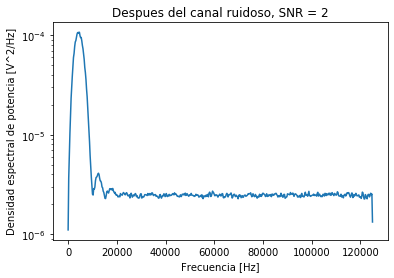 Despues del canal ruidoso, SNR = 2
Densidad espectral de potencia [V^2/Hz]
10^-4
10^-5
10^-6
0 20000 40000 60000 80000 100000 120000
Frecuencia [Hz]